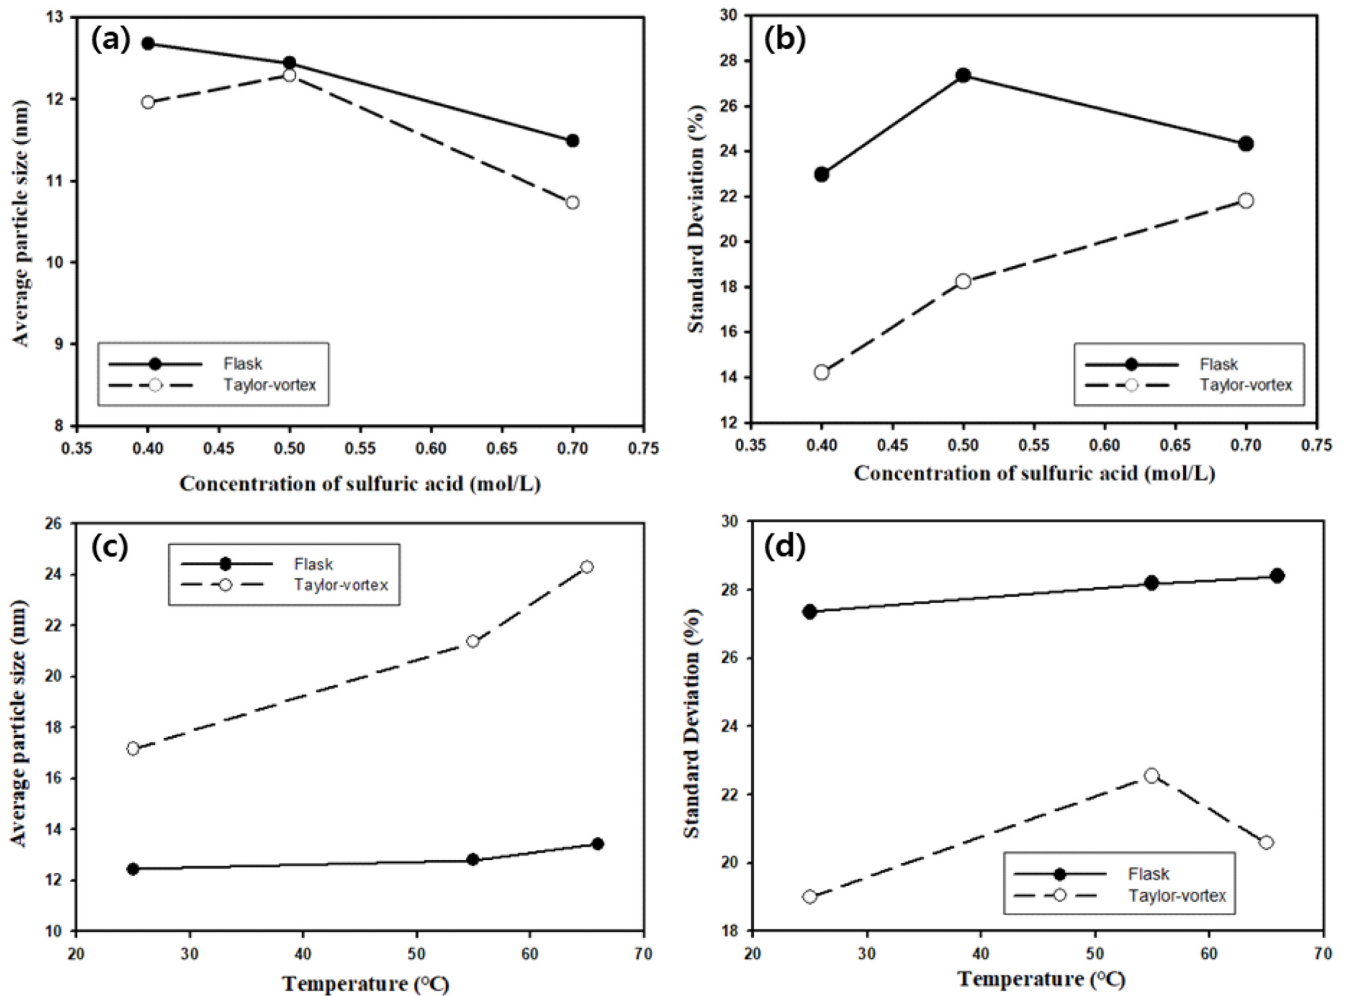 (a)
13
12
11
10
9
8
Average particle size (nm)
Flask
Taylor-vortex
0.35 0.40 0.45 0.50 0.55 0.60 0.65 0.70 0.75
Concentration of sulfuric acid (mol/L)
(b)
30
28
26
24
22
20
18
16
14
12
Standard Deviation (%)
Flask
Taylor-vortex
0.35 0.40 0.45 0.50 0.55 0.60 0.65 0.70 0.75
Concentration of sulfuric acid (mol/L)
(c)
26
24
22
20
18
16
14
12
10
Average particle size (nm)
Flask
Taylor-vortex
20 30 40 50 60 70
Temperature (°C)
(d)
30
28
26
24
22
20
18
Standard Deviation (%)
Flask
Taylor-vortex
20 30 40 50 60 70
Temperature (°C)